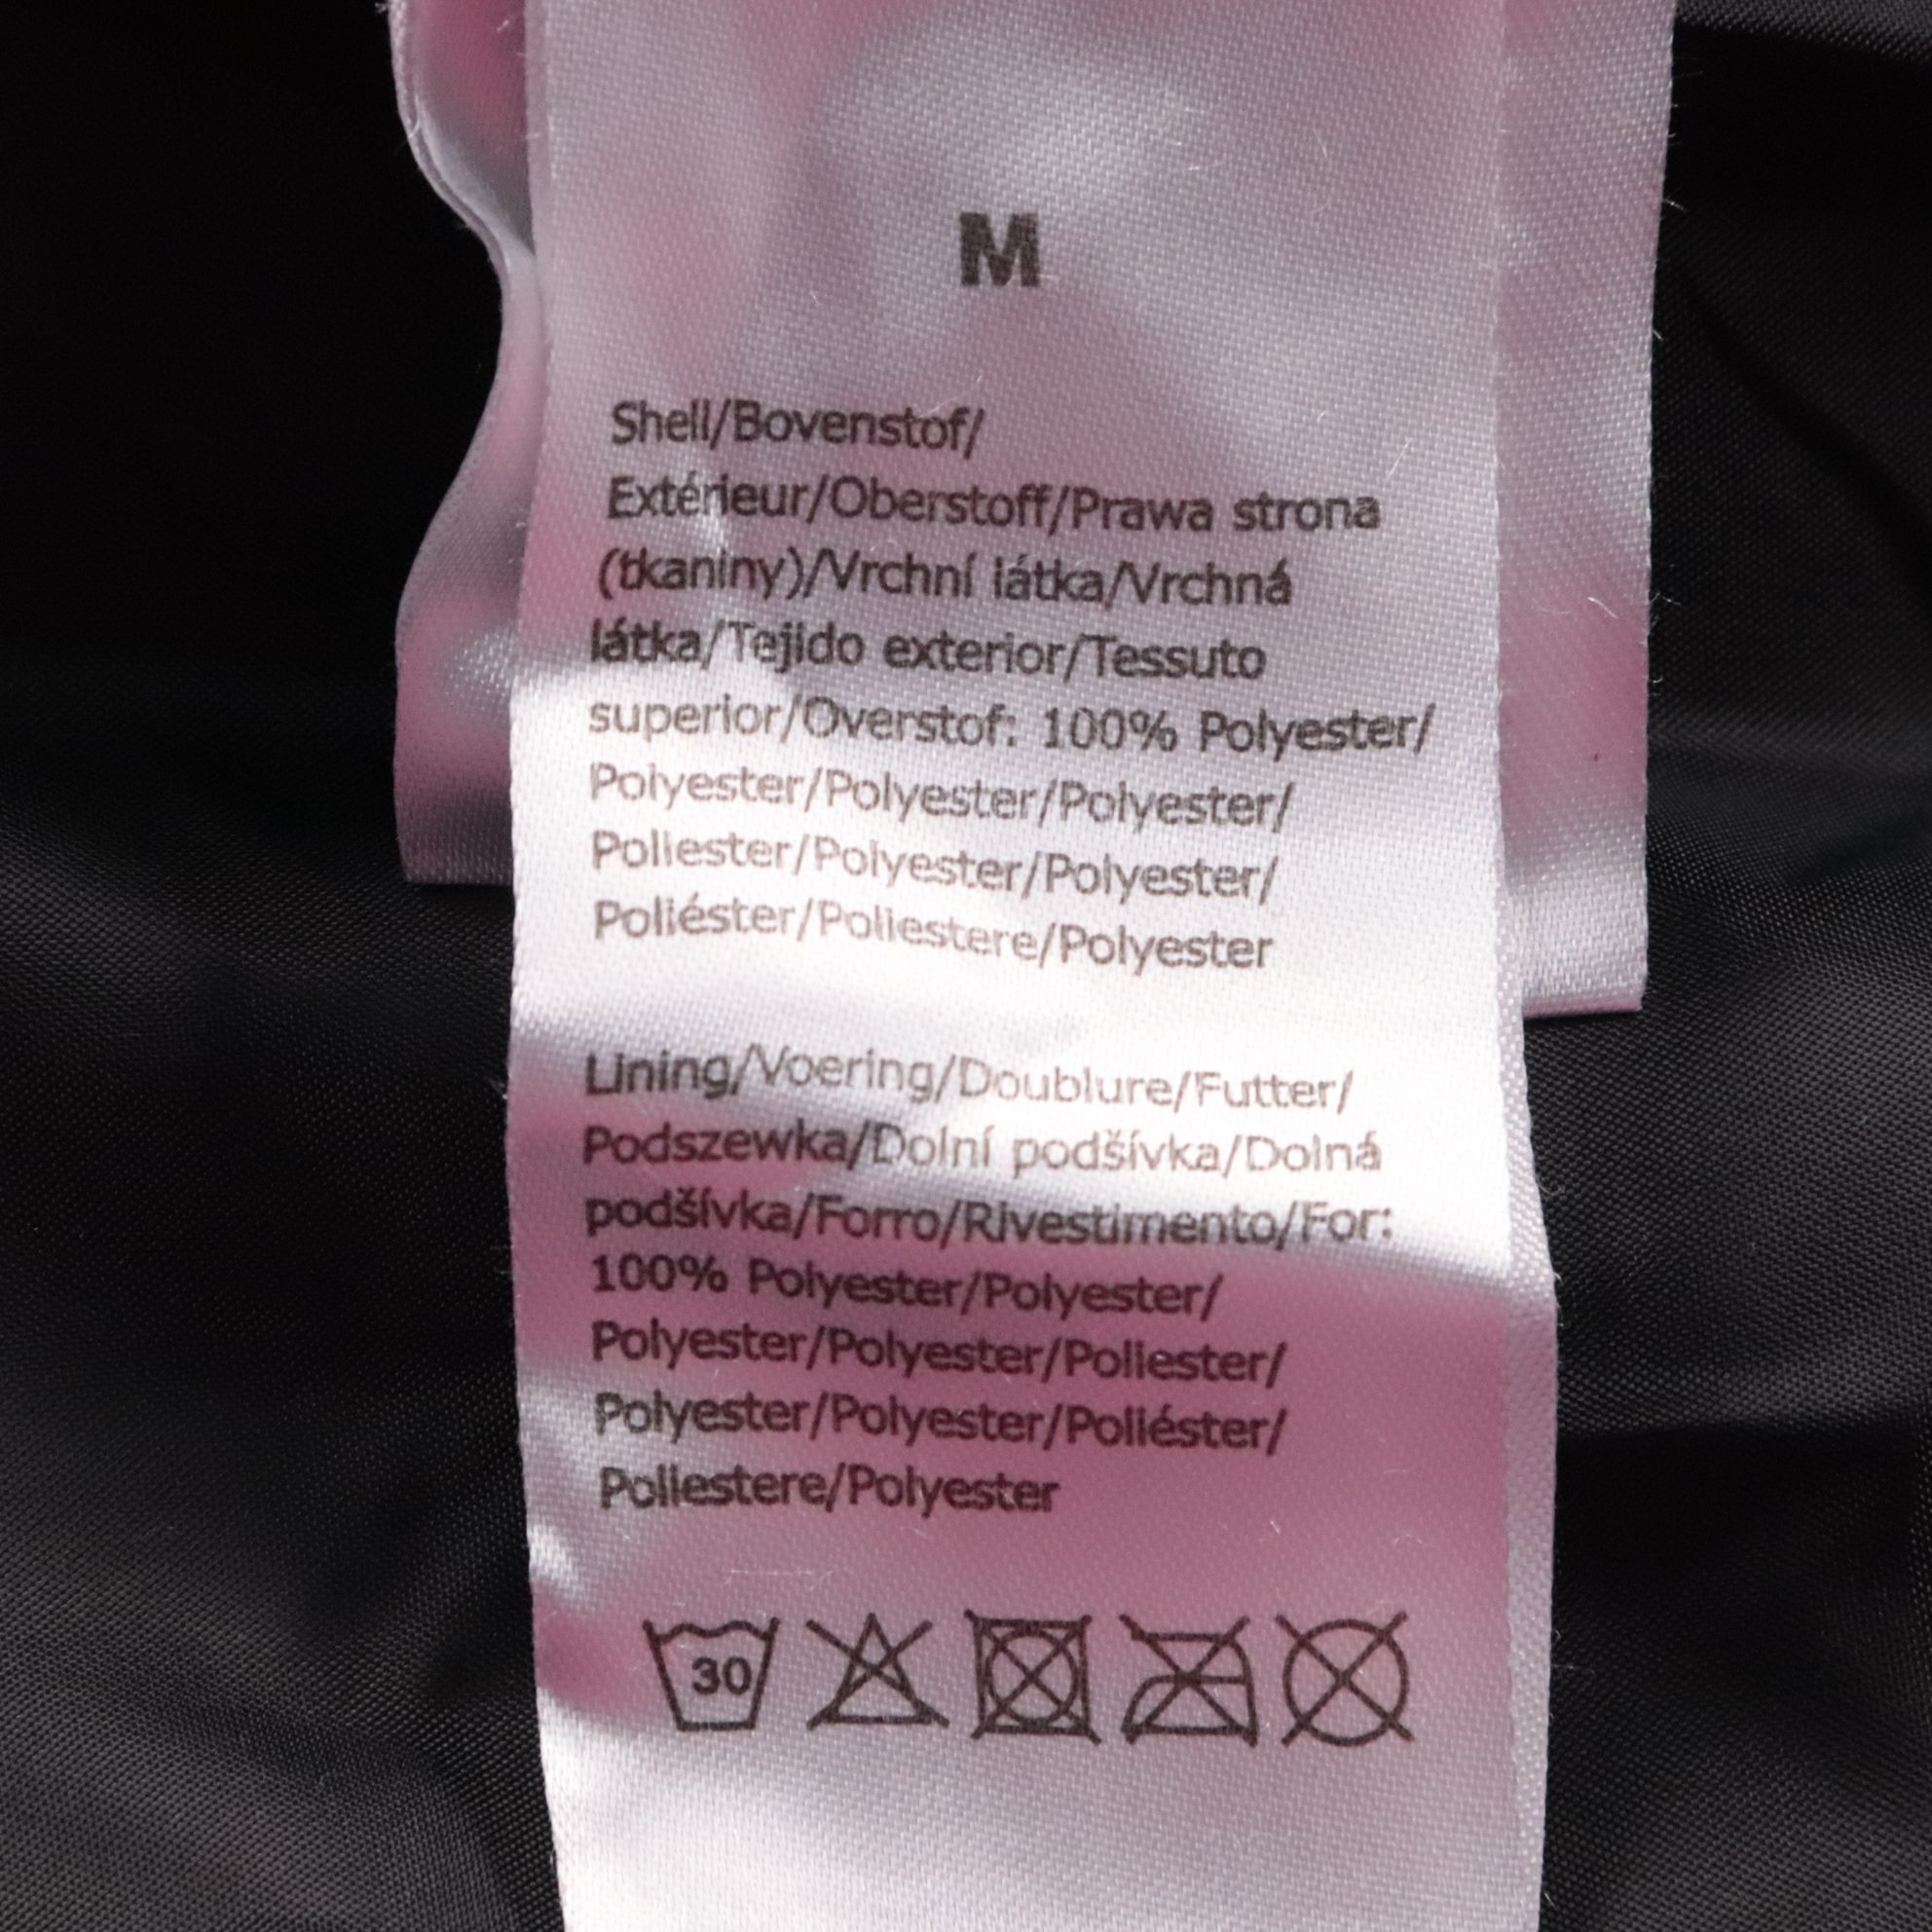 M
Shell/Bovenstof/
Extérieur/Oberstoff/Prawa strona
(tkaniny)/Vrchní látka/Vrchná
látka/Tejido exterior/Tessuto
superior/Overstof: 100% Polyester/
Polyester/Polyester/Polyester/
Poliester/Polyester/Polyester/
Poliéster/Poliestere/Polyester
Lining/Voering/Doublure/Futter/
Podszewka/Dolní podšívka/Dolná
podšívka/Forro/Rivestimento/For:
100% Polyester/Polyester/
Polyester/Polyester/Poliester/
Polyester/Polyester/Poliéster/
Poliestere/Polyester
30